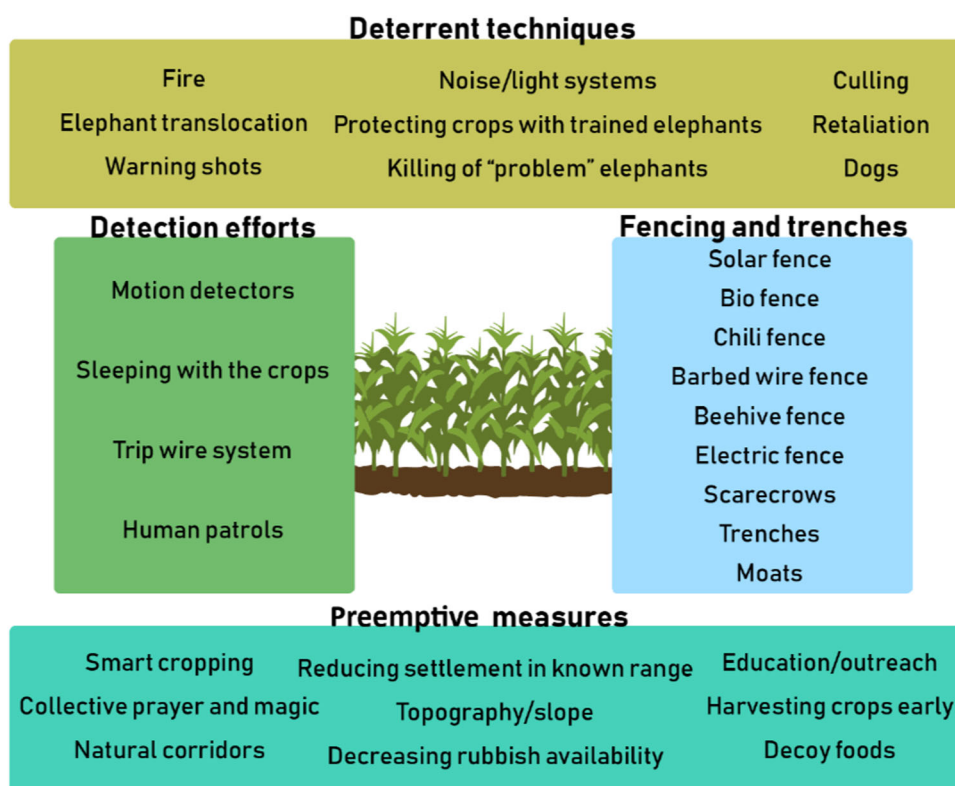 Deterrent techniques
Fire
Noise/light systems
Culling
Elephant translocation
Protecting crops with trained elephants
Retaliation
Warning shots
Killing of “problem” elephants
Dogs
Detection efforts
Motion detectors
Sleeping with the crops
Trip wire system
Human patrols
Fencing and trenches
Solar fence
Bio fence
Chili fence
Barbed wire fence
Beehive fence
Electric fence
Scarecrows
Trenches
Moats
Preemptive measures
Smart cropping
Reducing settlement in known range
Education/outreach
Collective prayer and magic
Topography/slope
Harvesting crops early
Natural corridors
Decreasing rubbish availability
Decoy foods